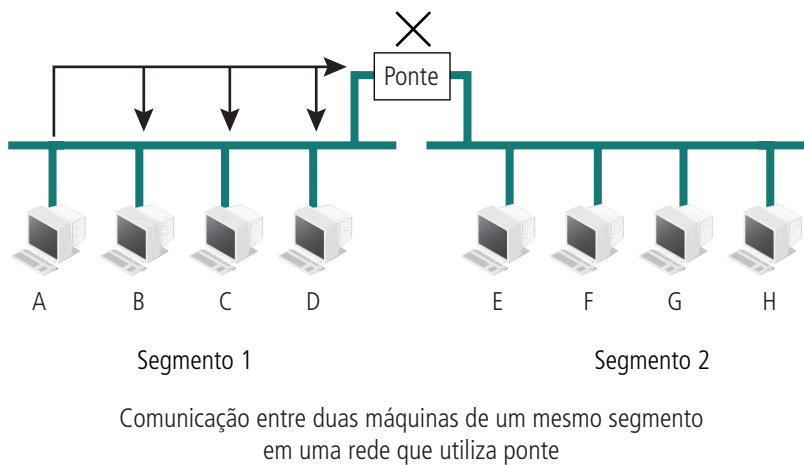 Ponte
A B C D E F G H
Segmento 1 Segmento 2
Comunicação entre duas máquinas de um mesmo segmento
em uma rede que utiliza ponte